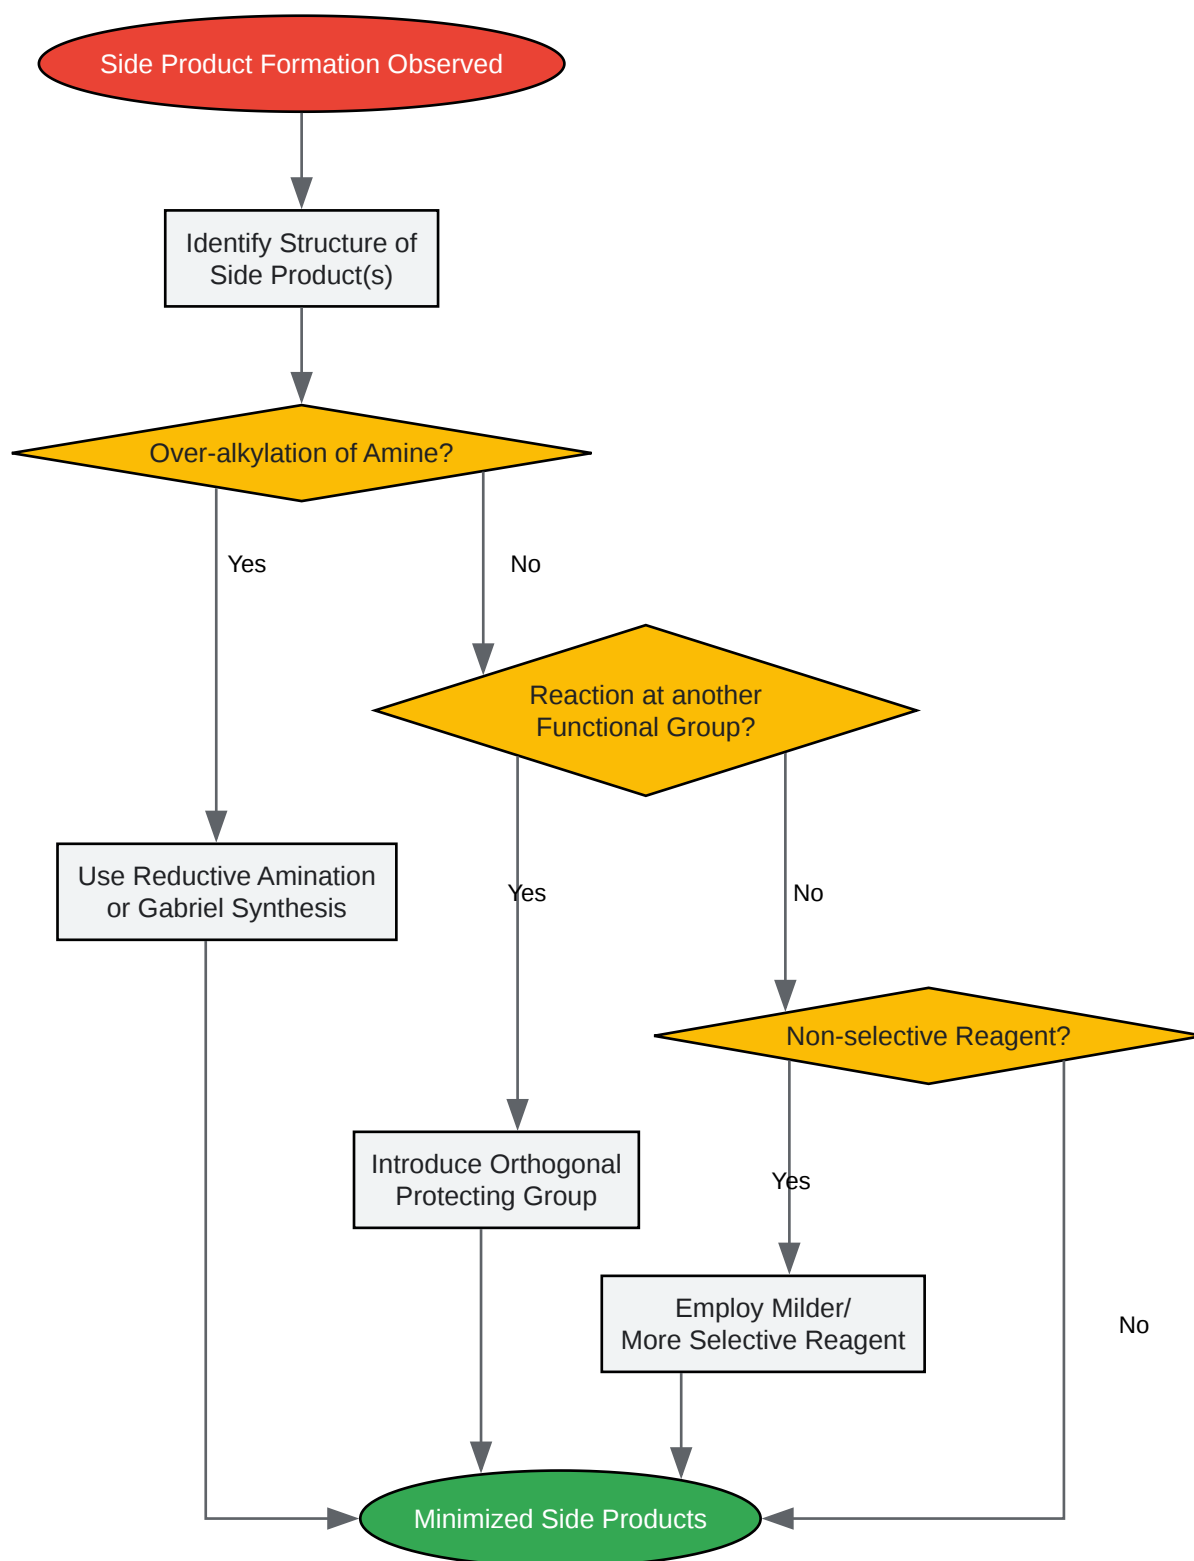 Side Product Formation Observed
Identify Structure of
Side Product(s)
Over-alkylation of Amine?
Yes
No
Reaction at another
Functional Group?
Use Reductive Amination
or Gabriel Synthesis
Yes
No
Non-selective Reagent?
Introduce Orthogonal
Protecting Group
Yes
Employ Milder/
More Selective Reagent
No
Minimized Side Products